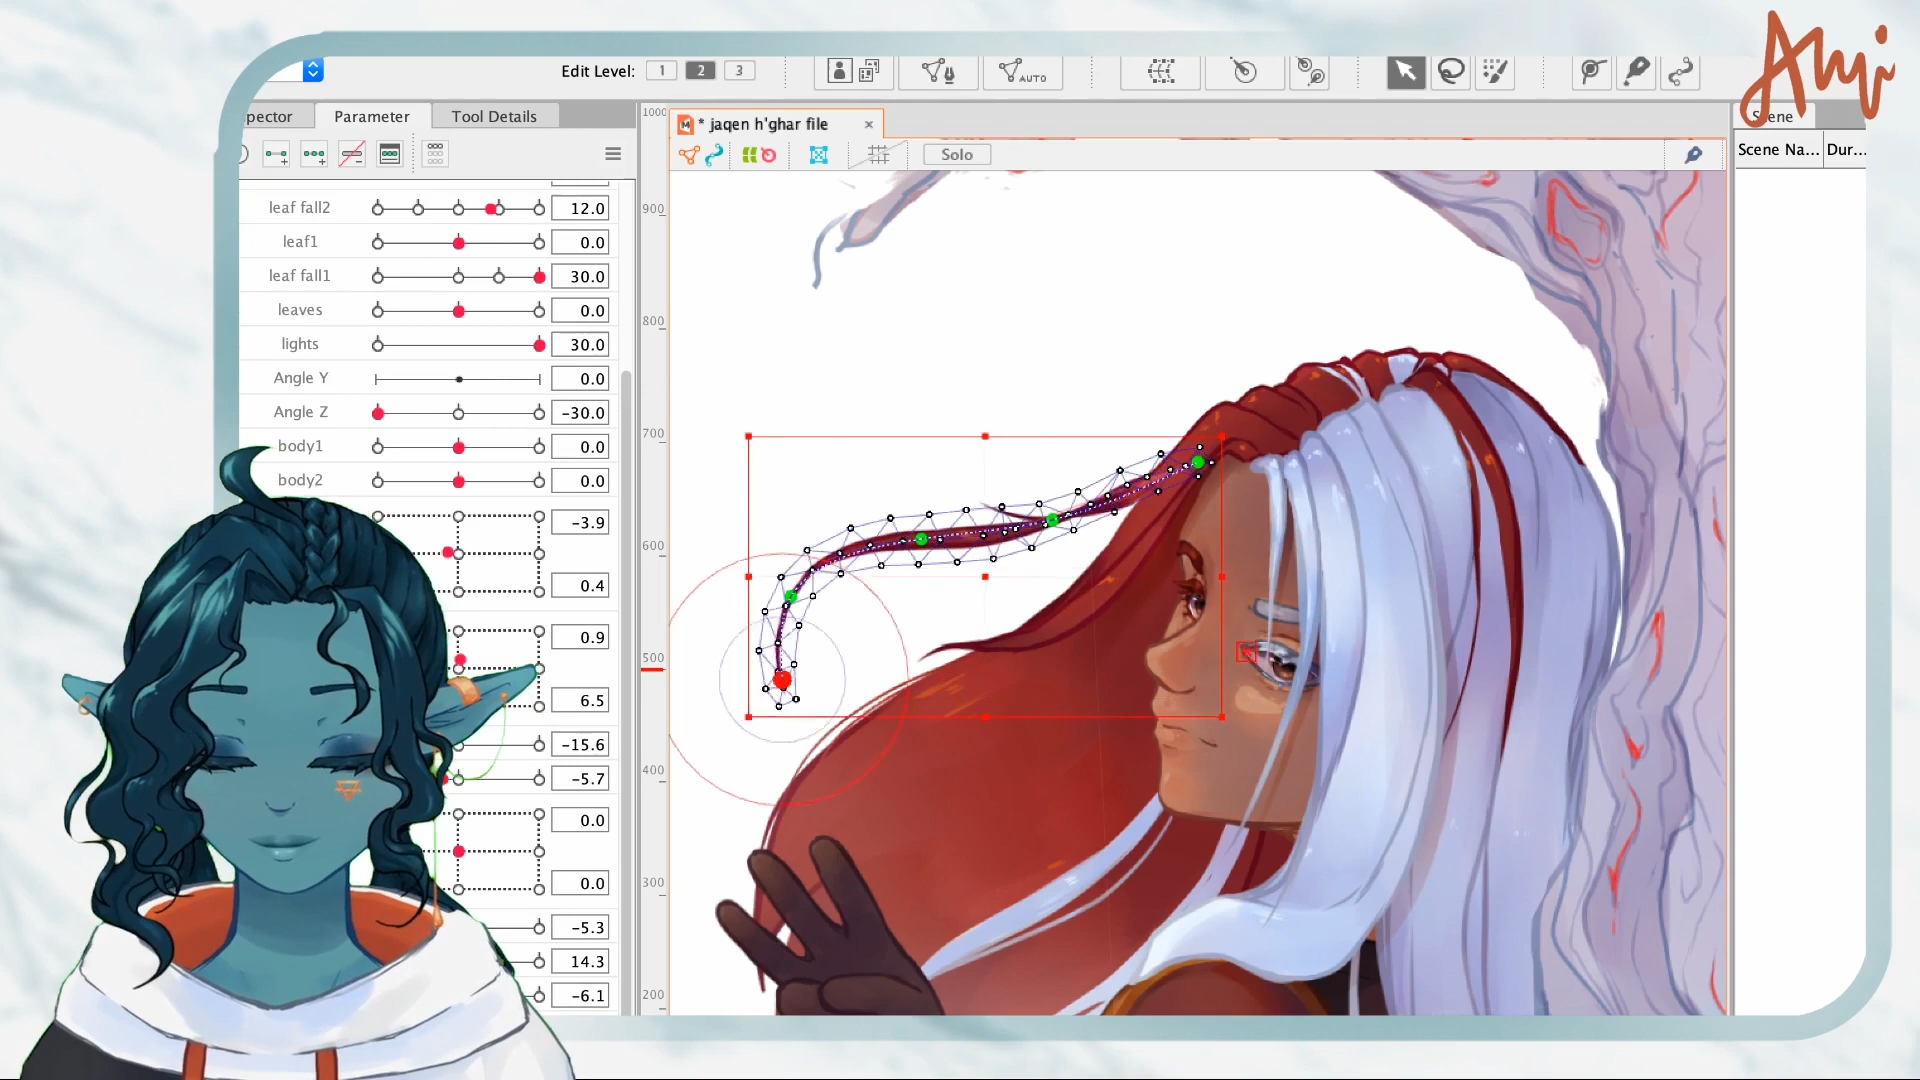 Edit Level: 1 2 3
AUTO
Amji
pector Parameter Tool Details
* jaqen h'ghar file ×
Scene
Solo
Scene Na... Dur...
leaf fall2 12.0
leaf1 0.0
leaf fall1 30.0
leaves 0.0
lights 30.0
Angle Y 0.0
Angle Z -30.0
body1 0.0
body2 0.0
-3.9
0.4
0.9
6.5
-15.6
-5.7
0.0
0.0
-5.3
14.3
-6.1
1000
900
800
700
600
500
400
300
200